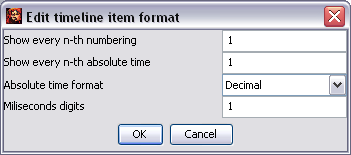 Edit timeline item format
Show every n-th numbering 1
Show every n-th absolute time 1
Absolute time format Decimal
Miliseconds digits 1
OK Cancel